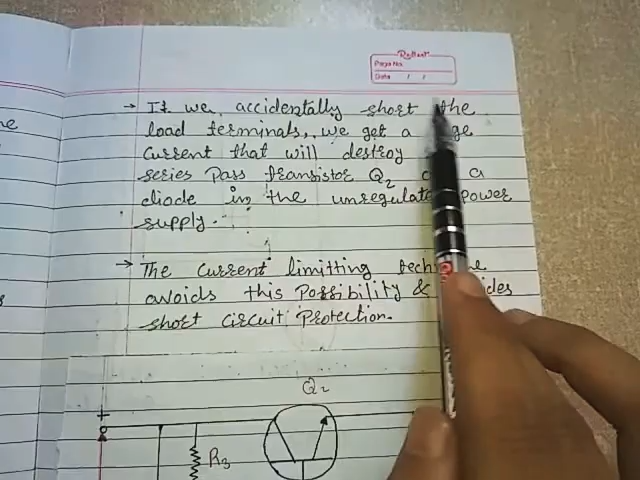 Page No.
Date / /
→ If we accidentally short the
load terminals, we get a
current that will destroy
series Pass transistor Q2 a
diode in the unregulate power
supply.
→ The current limitting
avoids this Possibility &
short circuit Protection.
Q2
+
R3